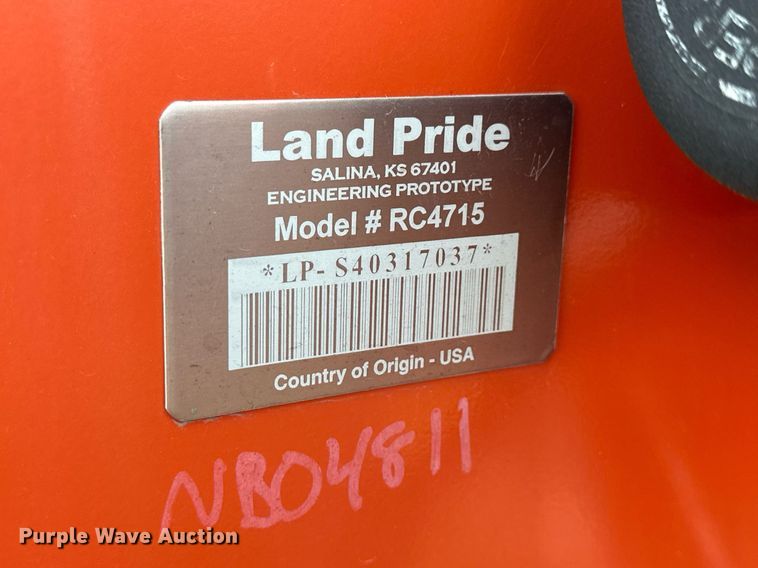 Land Pride
SALINA, KS 67401
ENGINEERING PROTOTYPE
Model # RC4715
*LP- S40317037*
Country of Origin - USA
NB04811
Purple Wave Auction